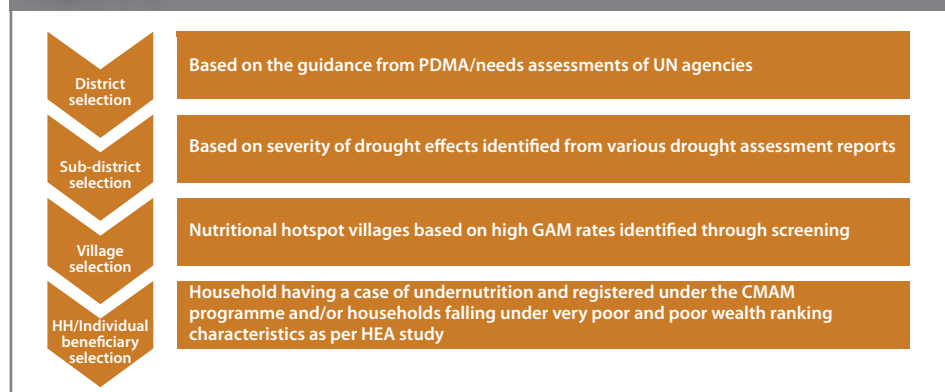 District
selection
Based on the guidance from PDMA/needs assessments of UN agencies
Sub-district
selection
Based on severity of drought effects identified from various drought assessment reports
Village
selection
Nutritional hotspot villages based on high GAM rates identified through screening
HH/Individual
beneficiary
selection
Household having a case of undernutrition and registered under the CMAM
programme and/or households falling under very poor and poor wealth ranking
characteristics as per HEA study